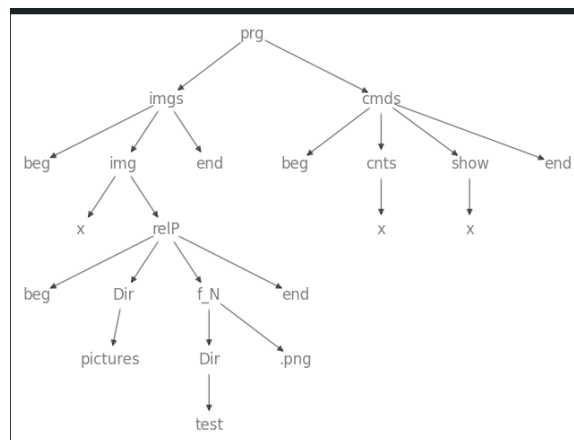 prg
imgs cmds
beg img end beg cnts show end
x relP x x
beg Dir f_N end
pictures Dir .png
test